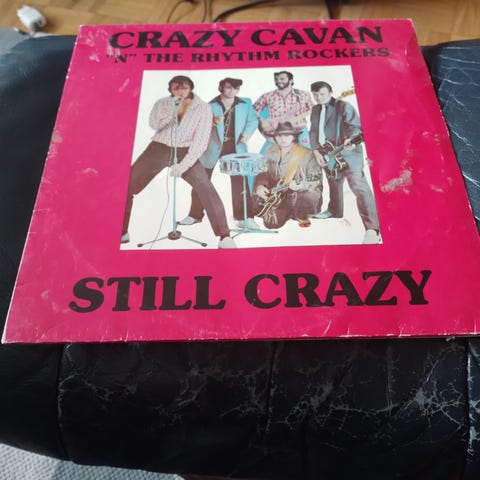 CRAZY CAVAN
"N" THE RHYTHM ROCKERS
STILL CRAZY